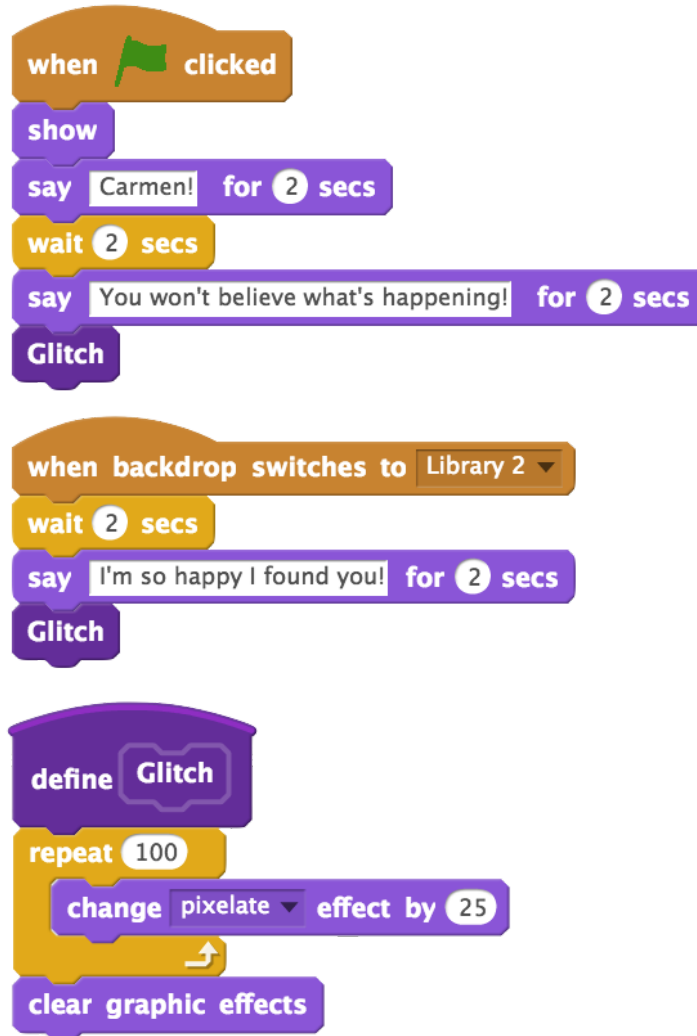 when clicked
show
say Carmen! for 2 secs
wait 2 secs
say You won't believe what's happening! for 2 secs
Glitch
when backdrop switches to Library 2
wait 2 secs
say I'm so happy I found you! for 2 secs
Glitch
define Glitch
repeat 100
change pixelate effect by 25
clear graphic effects